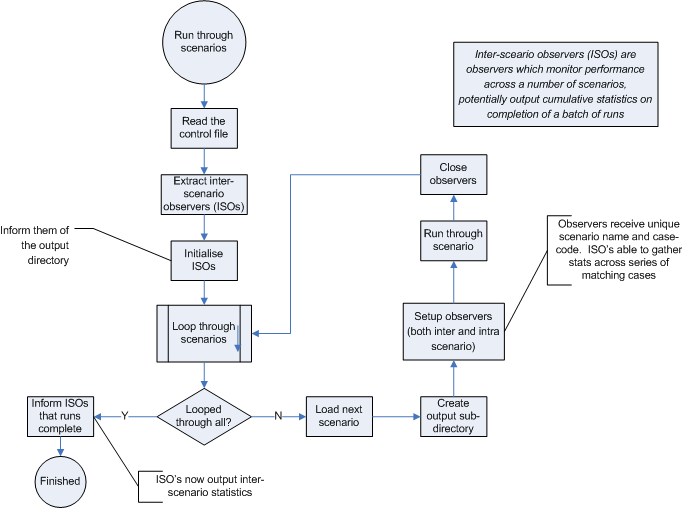 Run through
scenarios
Inter-sceario observers (ISOs) are
observers which monitor performance
across a number of scenarios,
potentially output cumulative statistics on
completion of a batch of runs
Read the
control file
Extract inter-
scenario
observers (ISOs)
Close
observers
Inform them of
the output
directory
Initialise
ISOs
Run through
scenario
Observers receive unique
scenario name and case-
code. ISO's able to gather
stats across series of
matching cases
Loop through
scenarios
Setup observers
(both inter and intra
scenario)
Inform ISOs
that runs
complete
Y
Looped
through all?
N
Load next
scenario
Create
output sub-
directory
Finished
ISO's now output inter-
scenario statistics